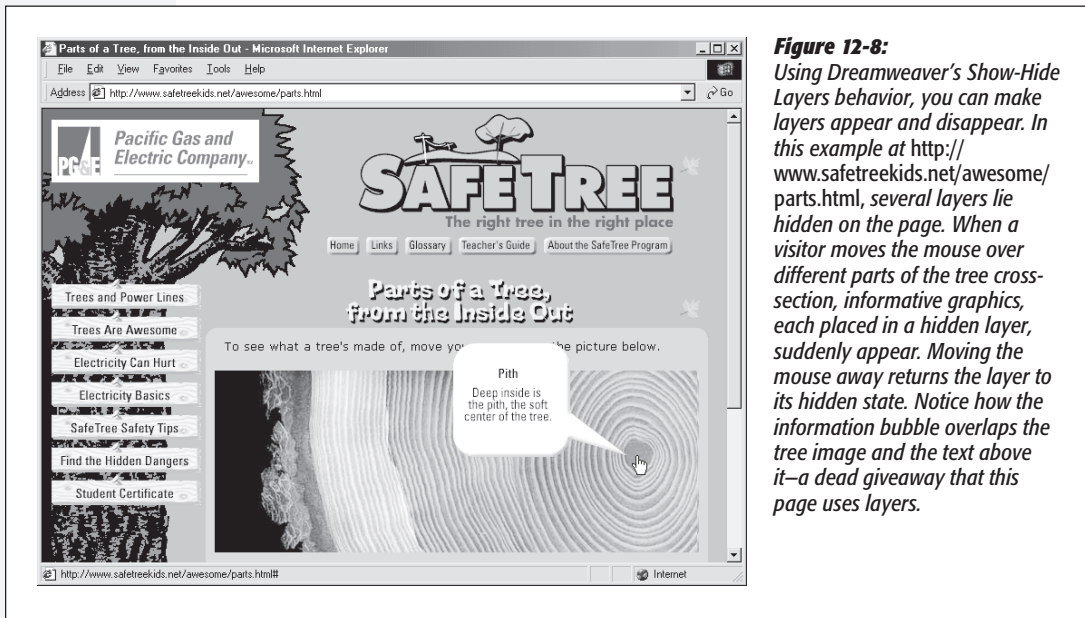 Parts of a Tree, from the Inside Out - Microsoft Internet Explorer
File Edit View Favorites Tools Help
Address http://www.safetreekids.net/awesome/parts.html Go
PG&E
Pacific Gas and
Electric Company
SAFETREE
The right tree in the right place
Home Links Glossary Teacher's Guide About the SafeTree Program
Parts of a Tree,
from the Inside Out
Trees and Power Lines
Trees Are Awesome
Electricity Can Hurt
Electricity Basics
SafeTree Safety Tips
Find the Hidden Dangers
Student Certificate
To see what a tree's made of, move the picture below.
Pith
Deep inside is
the pith, the soft
center of the tree.
http://www.safetreekids.net/awesome/parts.html# Internet
Figure 12-8:
Using Dreamweaver's Show-Hide
Layers behavior, you can make
layers appear and disappear. In
this example at http://
www.safetreekids.net/awesome/
parts.html, several layers lie
hidden on the page. When a
visitor moves the mouse over
different parts of the tree cross-
section, informative graphics,
each placed in a hidden layer,
suddenly appear. Moving the
mouse away returns the layer to
its hidden state. Notice how the
information bubble overlaps the
tree image and the text above
it—a dead giveaway that this
page uses layers.